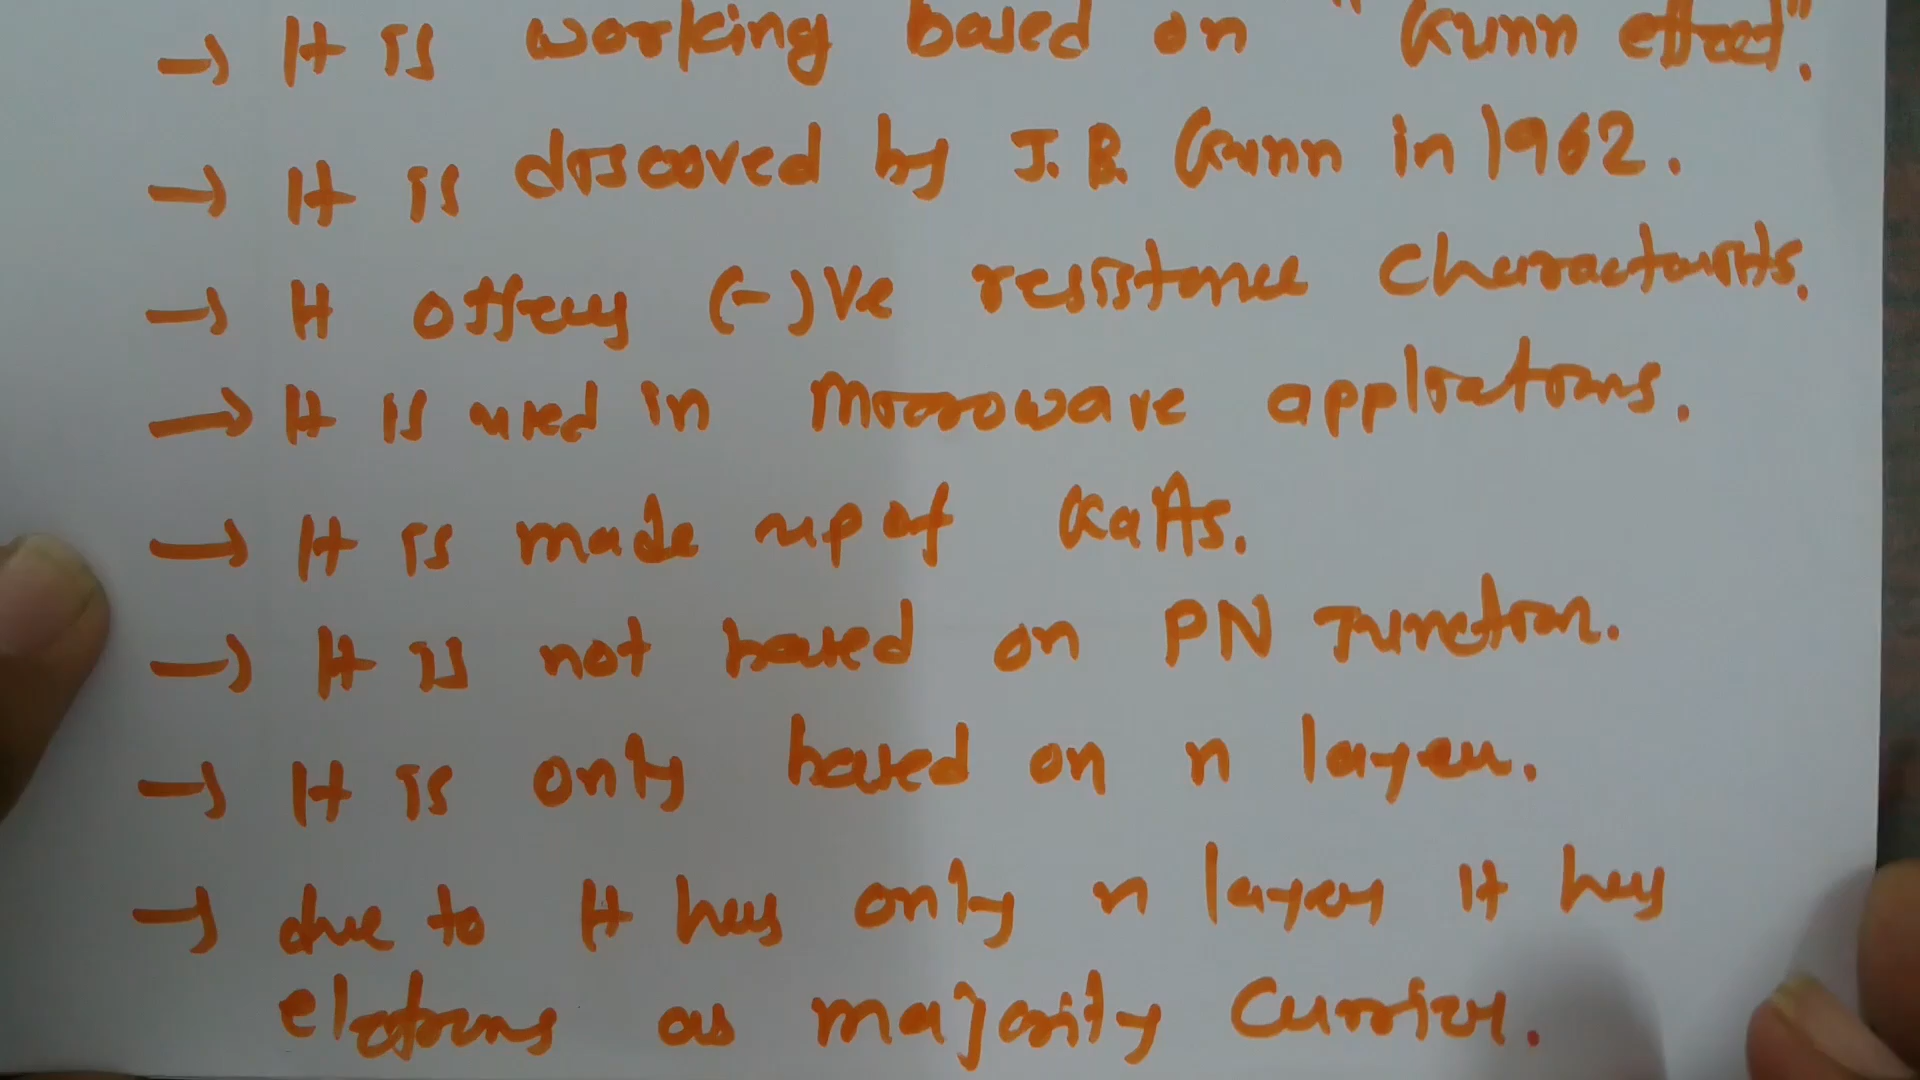 → It is working based on "Gunn effect".
→ It is discoved by J.B. Gunn in 1962.
→ It offers (-)ve resistance characterists.
→ It is used in Microwave applications.
→ It is made up of GaAs.
→ It is not based on PN Junction.
→ It is only based on n layer.
→ due to It has only n layer it has
elctrons as majority carrier.